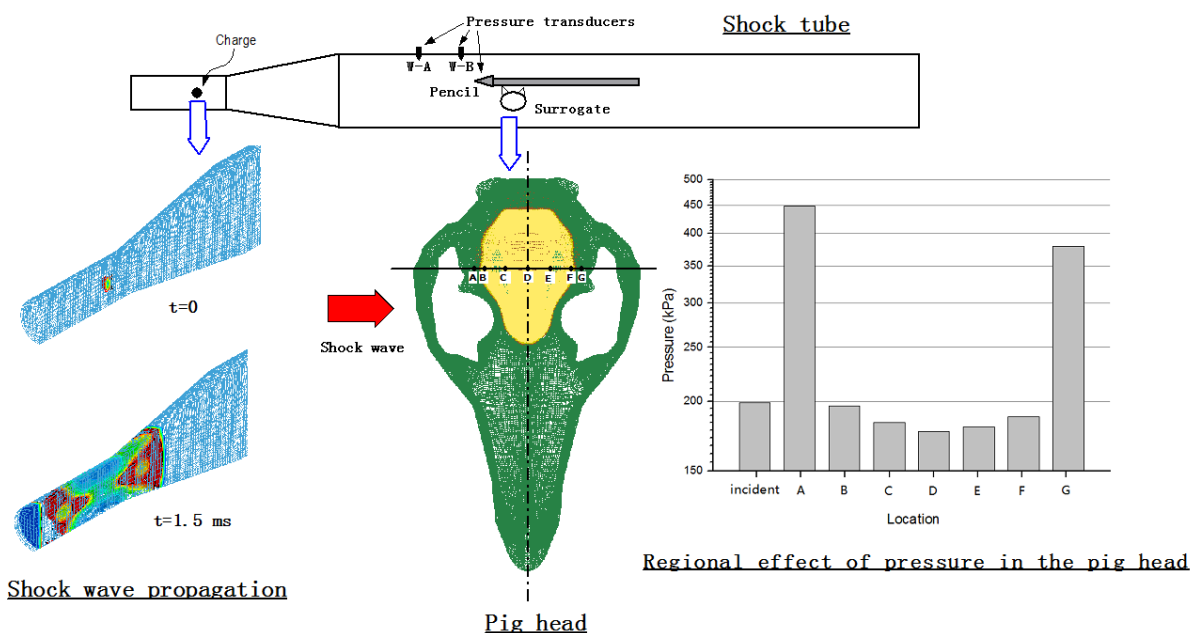 Shock tube
Pressure transducers
Charge
W-A
W-B
Pencil
Surrogate
t=0
Shock wave
t=1.5 ms
Shock wave propagation
A B C D E F G
Pig head
Pressure (kPa)
500
450
400
350
300
250
200
150
incident A B C D E F G
Location
Regional effect of pressure in the pig head